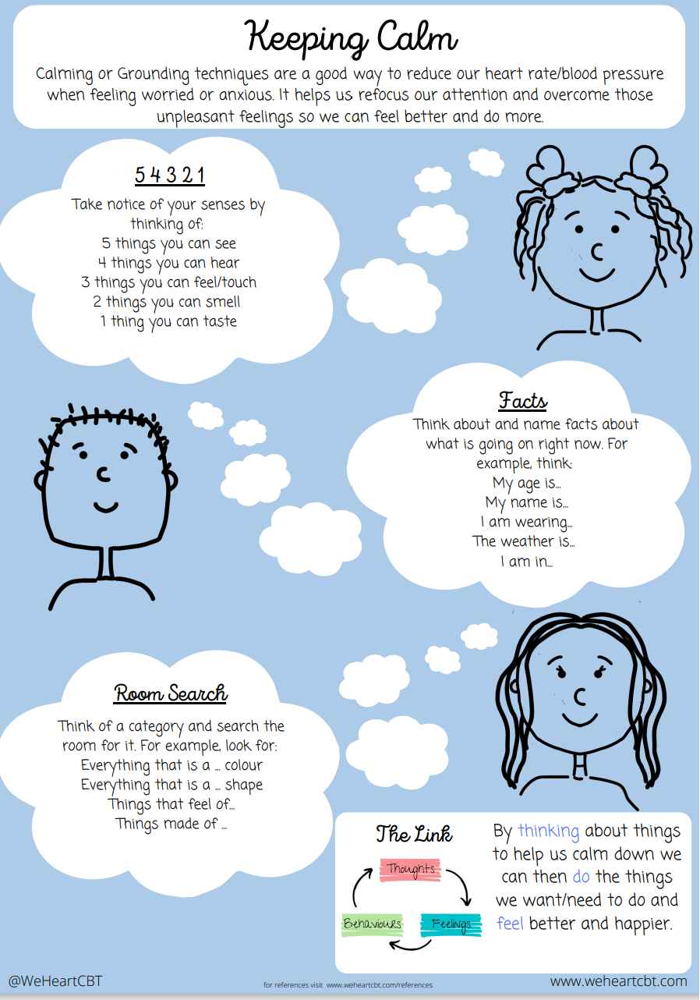 Keeping Calm
Calming or Grounding techniques are a good way to reduce our heart rate/blood pressure
when feeling worried or anxious. It helps us refocus our attention and overcome those
unpleasant feelings so we can feel better and do more.
5 4 3 2 1
Take notice of your senses by
thinking of:
5 things you can see
4 things you can hear
3 things you can feel/touch
2 things you can smell
1 thing you can taste
Facts
Think about and name facts about
what is going on right now. For
example, think:
My age is...
My name is...
I am wearing...
The weather is...
I am in...
Room Search
Think of a category and search the
room for it. For example, look for:
Everything that is a ... colour
Everything that is a ... shape
Things that feel of...
Things made of ...
The Link
Thoughts
Behaviours
Feelings
By thinking about things
to help us calm down we
can then do the things
we want/need to do and
feel better and happier.
@WeHeartCBT
for references visit www.weheartcbt.com/references
www.weheartcbt.com